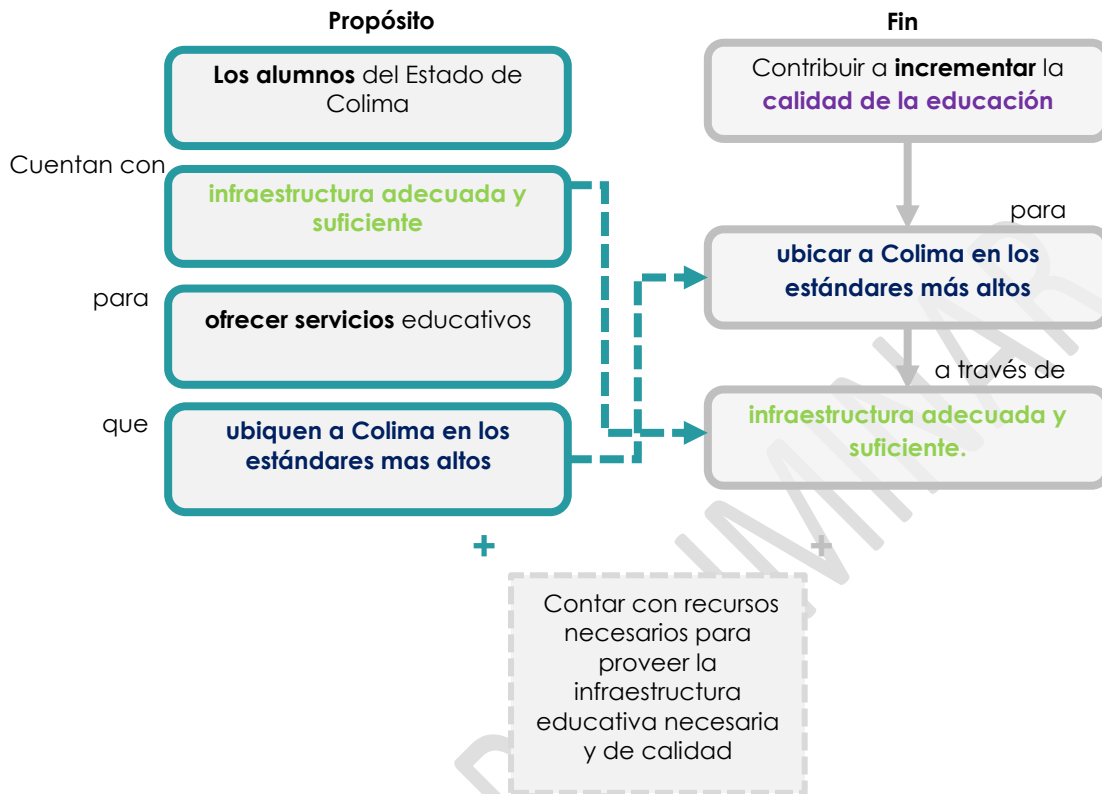 Propósito
Los alumnos del Estado de
Colima
Cuentan con
infraestructura adecuada y
suficiente
para
ofrecer servicios educativos
que
ubiquen a Colima en los
estándares mas altos
+
Fin
Contribuir a incrementar la
calidad de la educación
para
ubicar a Colima en los
estándares más altos
a través de
infraestructura adecuada y
suficiente.
+
Contar con recursos
necesarios para
proveer la
infraestructura
educativa necesaria
y de calidad